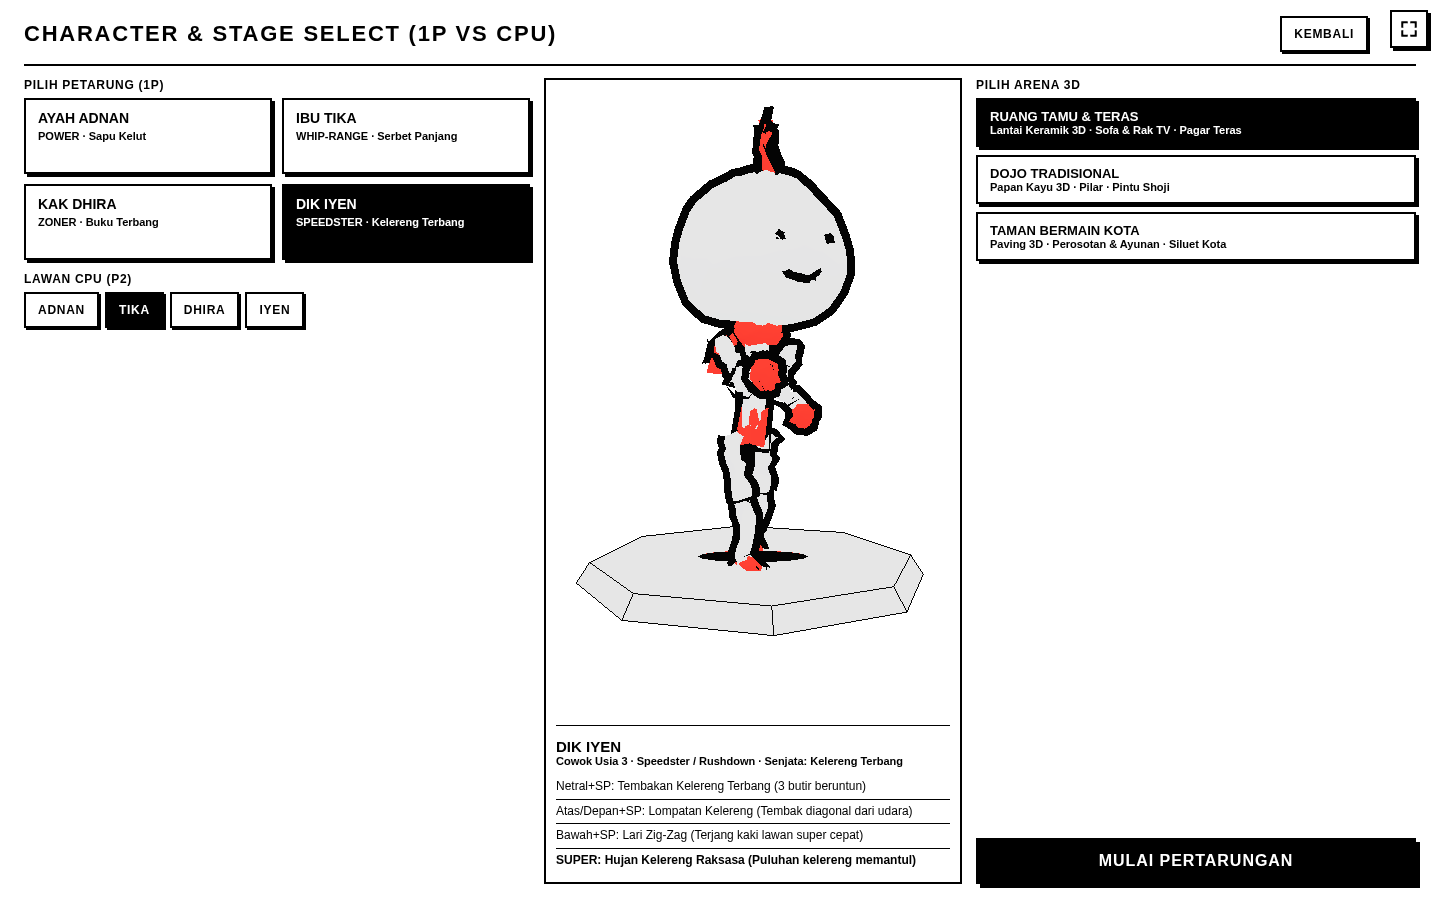 CHARACTER & STAGE SELECT (1P VS CPU)
KEMBALI
PILIH PETARUNG (1P)
AYAH ADNAN
POWER · Sapu Kelut
IBU TIKA
WHIP-RANGE · Serbet Panjang
KAK DHIRA
ZONER · Buku Terbang
DIK IYEN
SPEEDSTER · Kelereng Terbang
LAWAN CPU (P2)
ADNAN
TIKA
DHIRA
IYEN
DIK IYEN
Cowok Usia 3 · Speedster / Rushdown · Senjata: Kelereng Terbang
Netral+SP: Tembakan Kelereng Terbang (3 butir beruntun)
Atas/Depan+SP: Lompatan Kelereng (Tembak diagonal dari udara)
Bawah+SP: Lari Zig-Zag (Terjang kaki lawan super cepat)
SUPER: Hujan Kelereng Raksasa (Puluhan kelereng memantul)
PILIH ARENA 3D
RUANG TAMU & TERAS
Lantai Keramik 3D · Sofa & Rak TV · Pagar Teras
DOJO TRADISIONAL
Papan Kayu 3D · Pilar · Pintu Shoji
TAMAN BERMAIN KOTA
Paving 3D · Perosotan & Ayunan · Siluet Kota
MULAI PERTARUNGAN